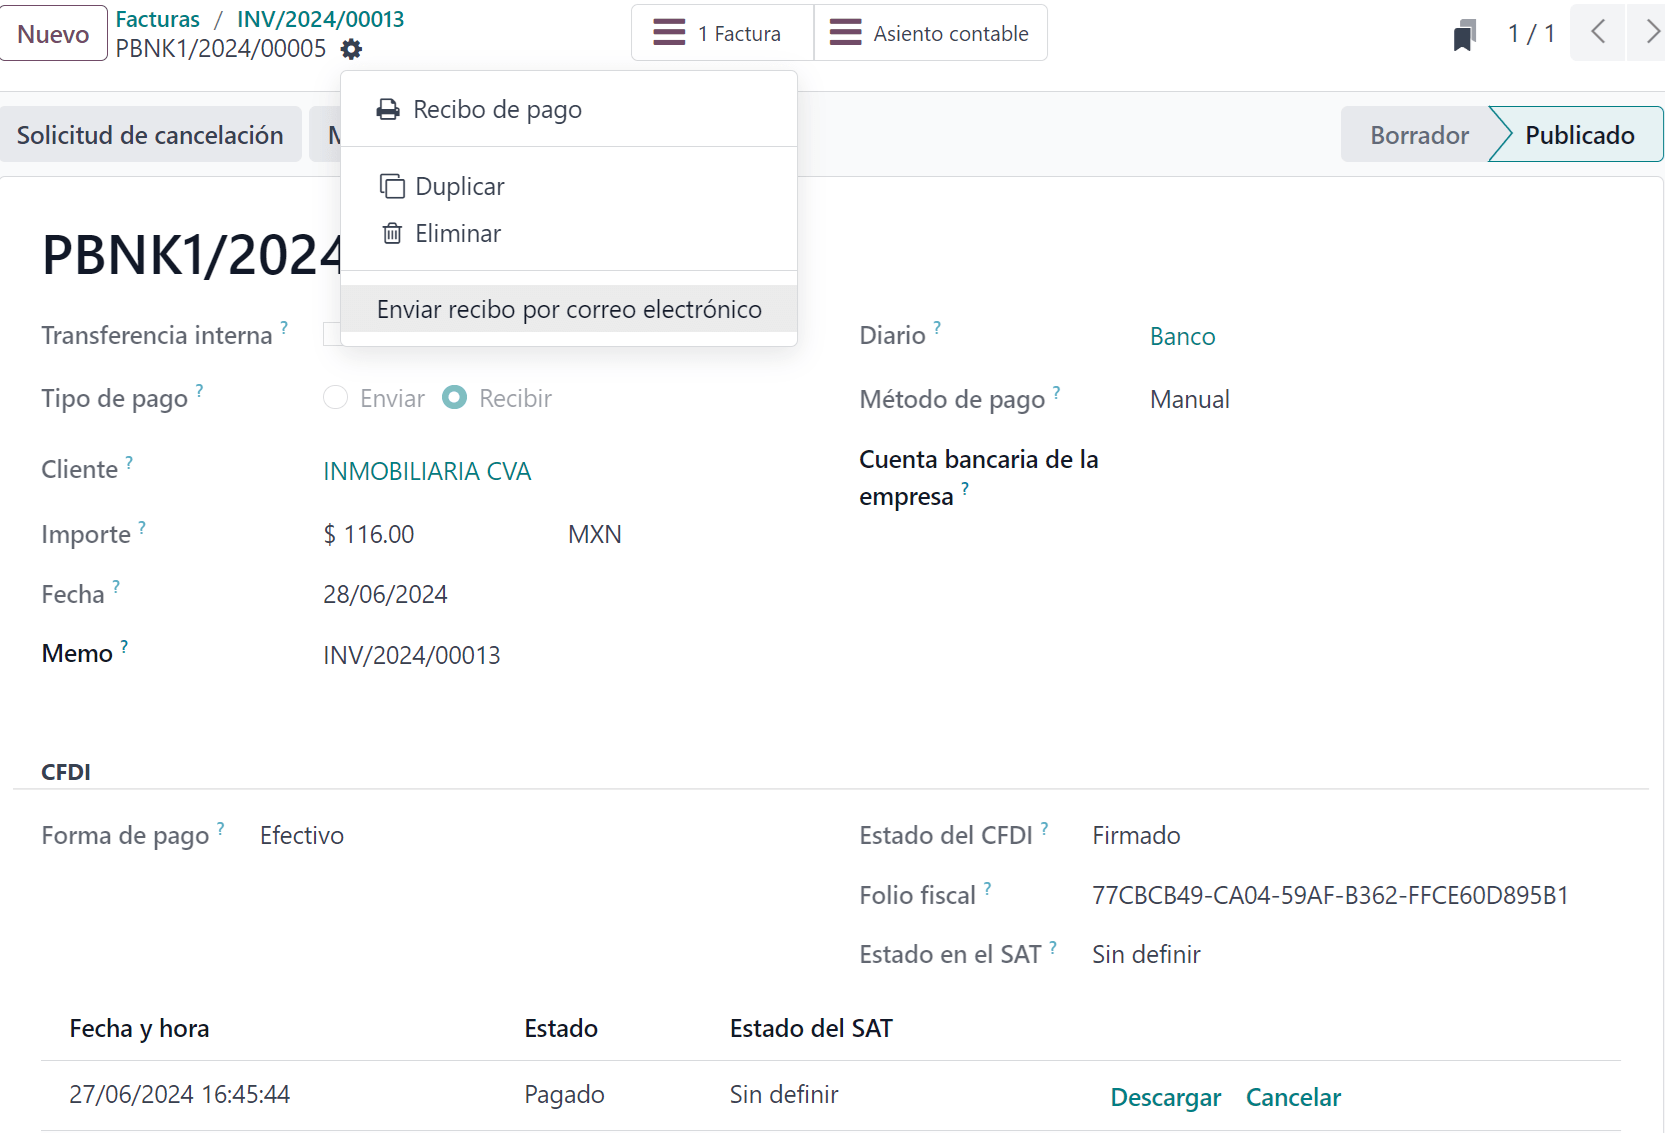 Nuevo
Facturas / INV/2024/00013
PBNK1/2024/00005
1 Factura
Asiento contable
1 / 1
Recibo de pago
Duplicar
Eliminar
Enviar recibo por correo electrónico
Solicitud de cancelación
Borrador
Publicado
PBNK1/2024
Transferencia interna ?
Diario ?
Banco
Tipo de pago ?
Enviar
Recibir
Método de pago ?
Manual
Cliente ?
INMOBILIARIA CVA
Cuenta bancaria de la
empresa ?
Importe ?
$ 116.00
MXN
Fecha ?
28/06/2024
Memo ?
INV/2024/00013
CFDI
Forma de pago ?
Efectivo
Estado del CFDI ?
Firmado
Folio fiscal ?
77CBCB49-CA04-59AF-B362-FFCE60D895B1
Estado en el SAT ?
Sin definir
Fecha y hora
Estado
Estado del SAT
27/06/2024 16:45:44
Pagado
Sin definir
Descargar
Cancelar